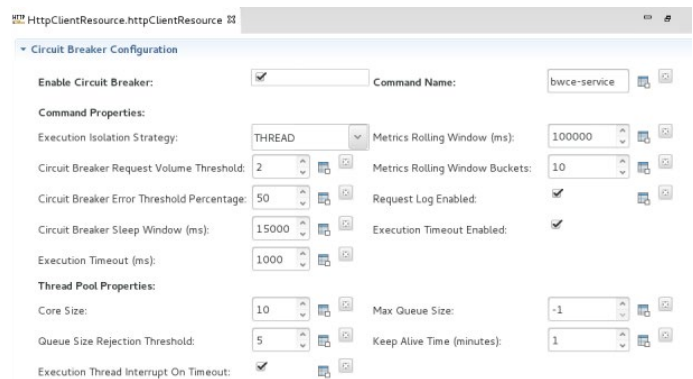 HTTP HttpClientResource.httpClientResource
Circuit Breaker Configuration
Enable Circuit Breaker: Command Name: bwce-service
Command Properties:
Execution Isolation Strategy: THREAD Metrics Rolling Window (ms): 100000
Circuit Breaker Request Volume Threshold: 2 Metrics Rolling Window Buckets: 10
Circuit Breaker Error Threshold Percentage: 50 Request Log Enabled:
Circuit Breaker Sleep Window (ms): 15000 Execution Timeout Enabled:
Execution Timeout (ms): 1000
Thread Pool Properties:
Core Size: 10 Max Queue Size: -1
Queue Size Rejection Threshold: 5 Keep Alive Time (minutes): 1
Execution Thread Interrupt On Timeout: